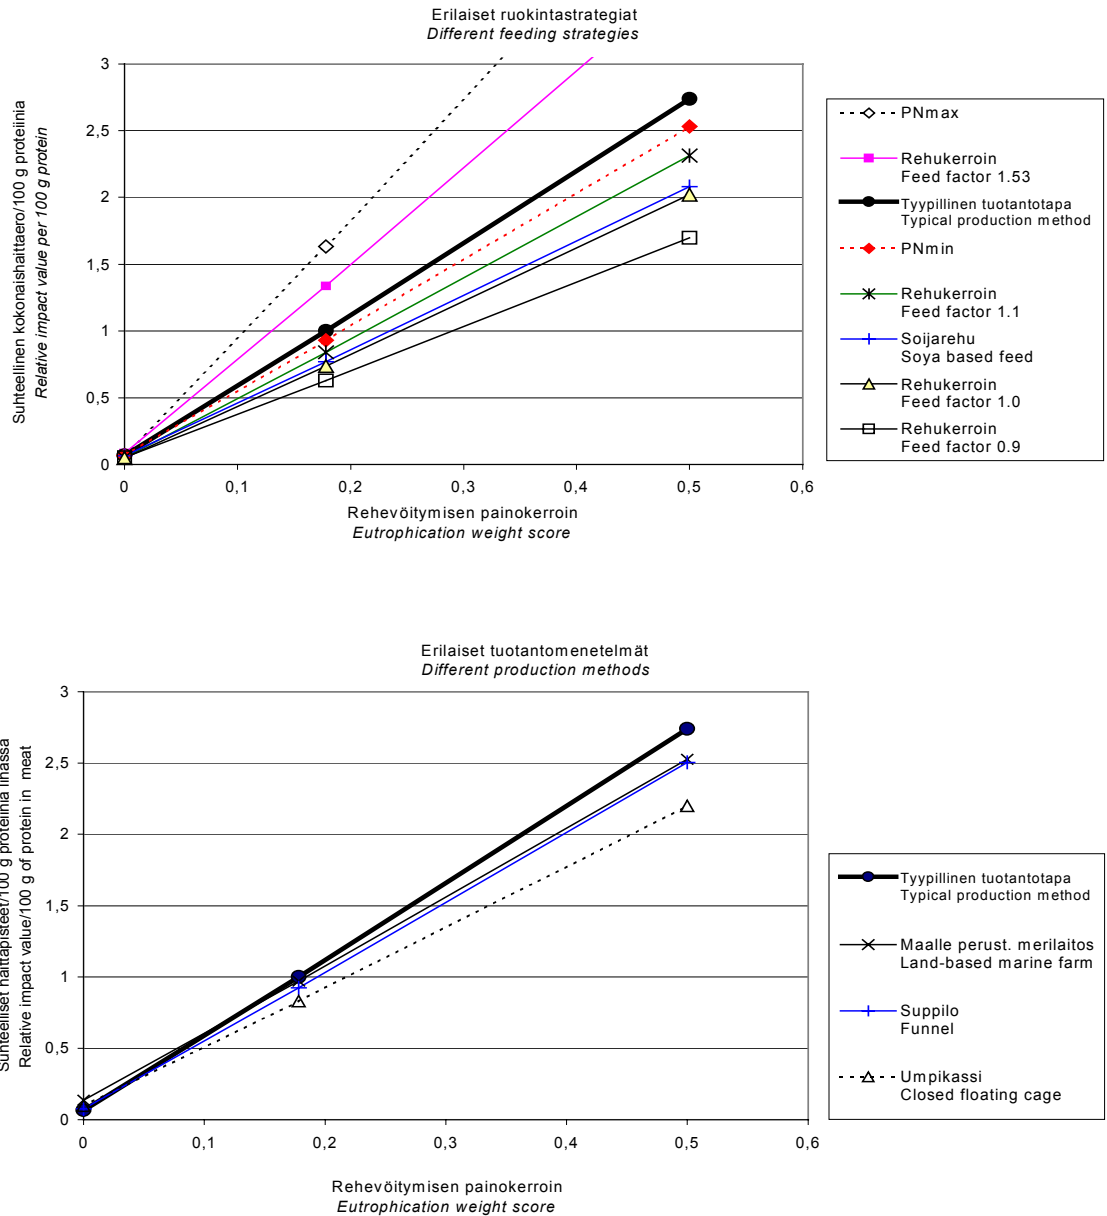 Erilaiset ruokintastrategiat
Different feeding strategies
Suhteellinen kokonaishaittaero/100 g proteiinia
Relative impact value per 100 g protein
3
2,5
2
1,5
1
0,5
0
0
0,1
0,2
0,3
0,4
0,5
0,6
Rehevöitymisen painokerroin
Eutrophication weight score
PNmax
Rehukerroin
Feed factor 1.53
Tyypillinen tuotantotapa
Typical production method
PNmin
Rehukerroin
Feed factor 1.1
Soijarehu
Soya based feed
Rehukerroin
Feed factor 1.0
Rehukerroin
Feed factor 0.9
Erilaiset tuotantomenetelmät
Different production methods
Suhteelliset haittapisteet/100 g proteiinia
Relative impact value/100 g of protein in meat
3
2,5
2
1,5
1
0,5
0
0
0,1
0,2
0,3
0,4
0,5
0,6
Rehevöitymisen painokerroin
Eutrophication weight score
Tyypillinen tuotantotapa
Typical production method
Maalle perust. merilaitos
Land-based marine farm
Suppilo
Funnel
Umpikassi
Closed floating cage